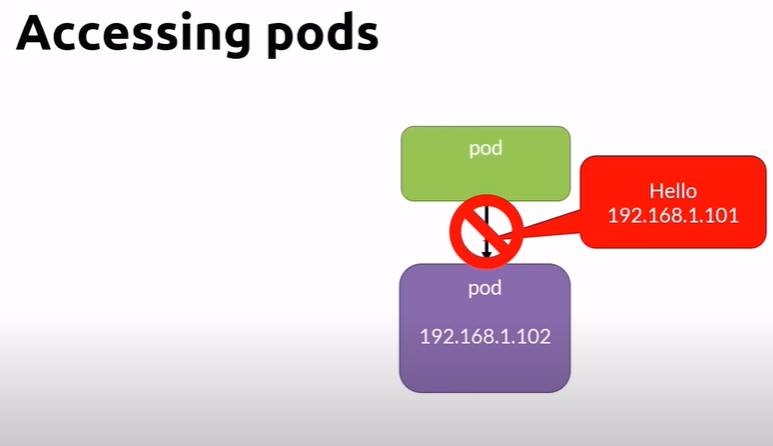 Accessing pods
pod
Hello
192.168.1.101
pod
192.168.1.102